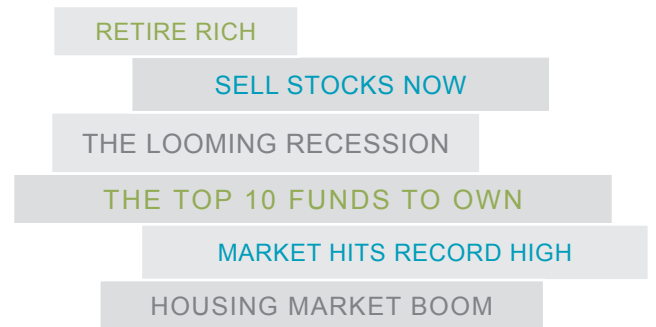 RETIRE RICH
SELL STOCKS NOW
THE LOOMING RECESSION
THE TOP 10 FUNDS TO OWN
MARKET HITS RECORD HIGH
HOUSING MARKET BOOM